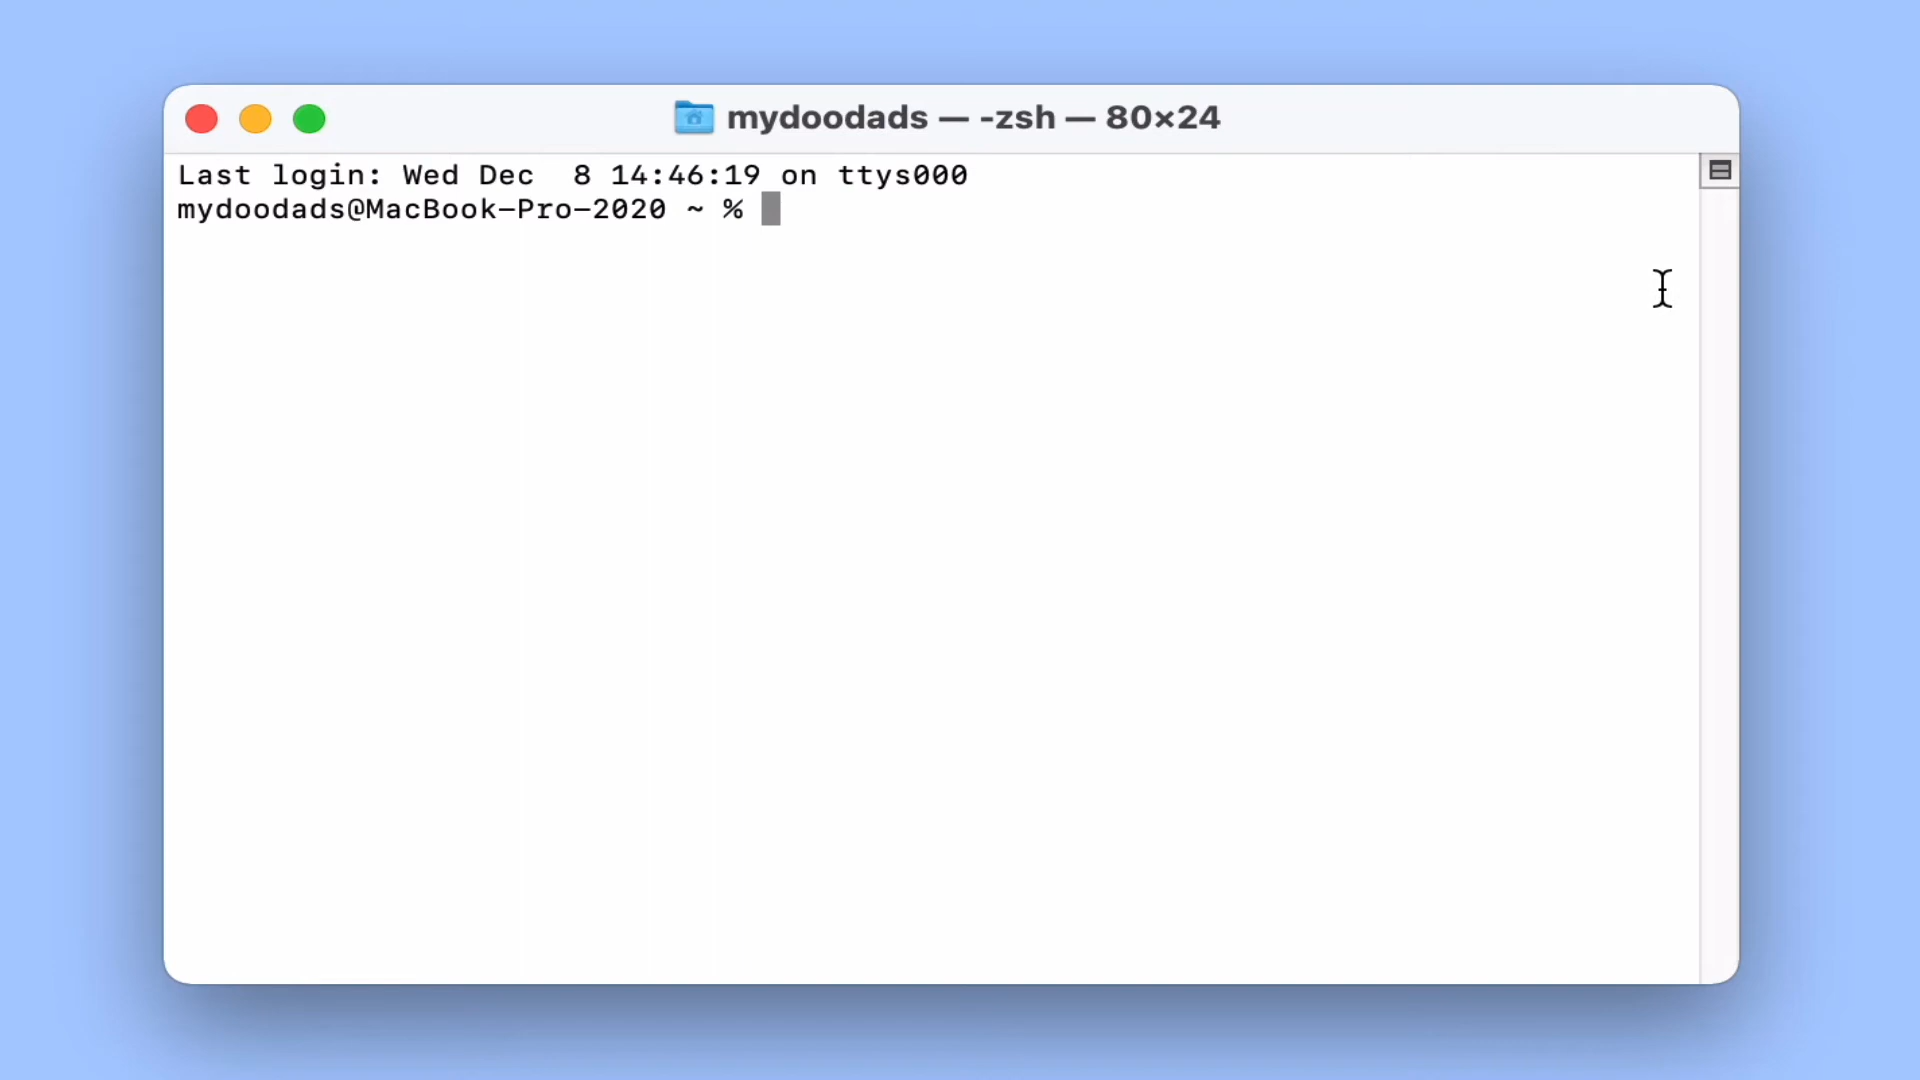 mydoodads — -zsh — 80×24
Last login: Wed Dec  8 14:46:19 on ttys000
mydoodads@MacBook-Pro-2020 ~ %